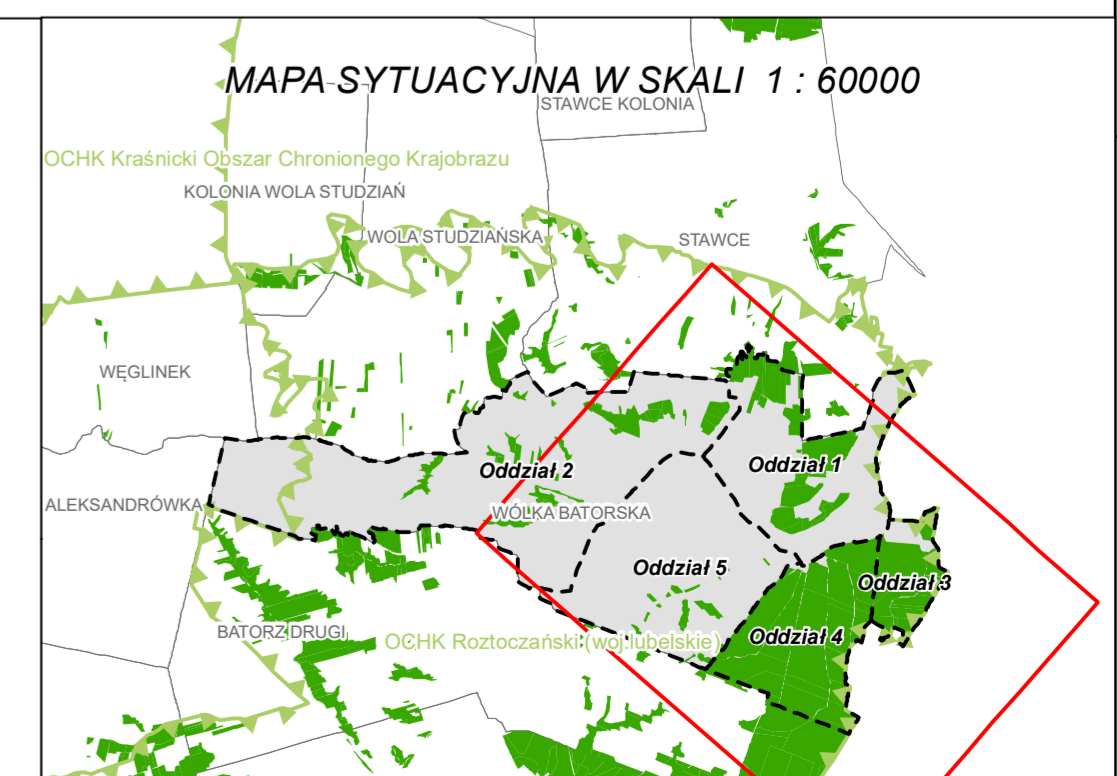 MAPA SYTUACYJNA W SKALI 1 : 60000
STAWCE KOLONIA
OCHK Kraśnicki Obszar Chronionego Krajobrazu
KOLONIA WOLA STUDZIAŃ
WOLA STUDZIAŃSKA
STAWCE
WĘGLINEK
Oddział 2
Oddział 1
ALEKSANDRÓWKA
WÓLKA BATORSKA
Oddział 5
Oddział 3
BATORZ DRUGI
OCHK Roztoczański (woj.lubelskie)
Oddział 4